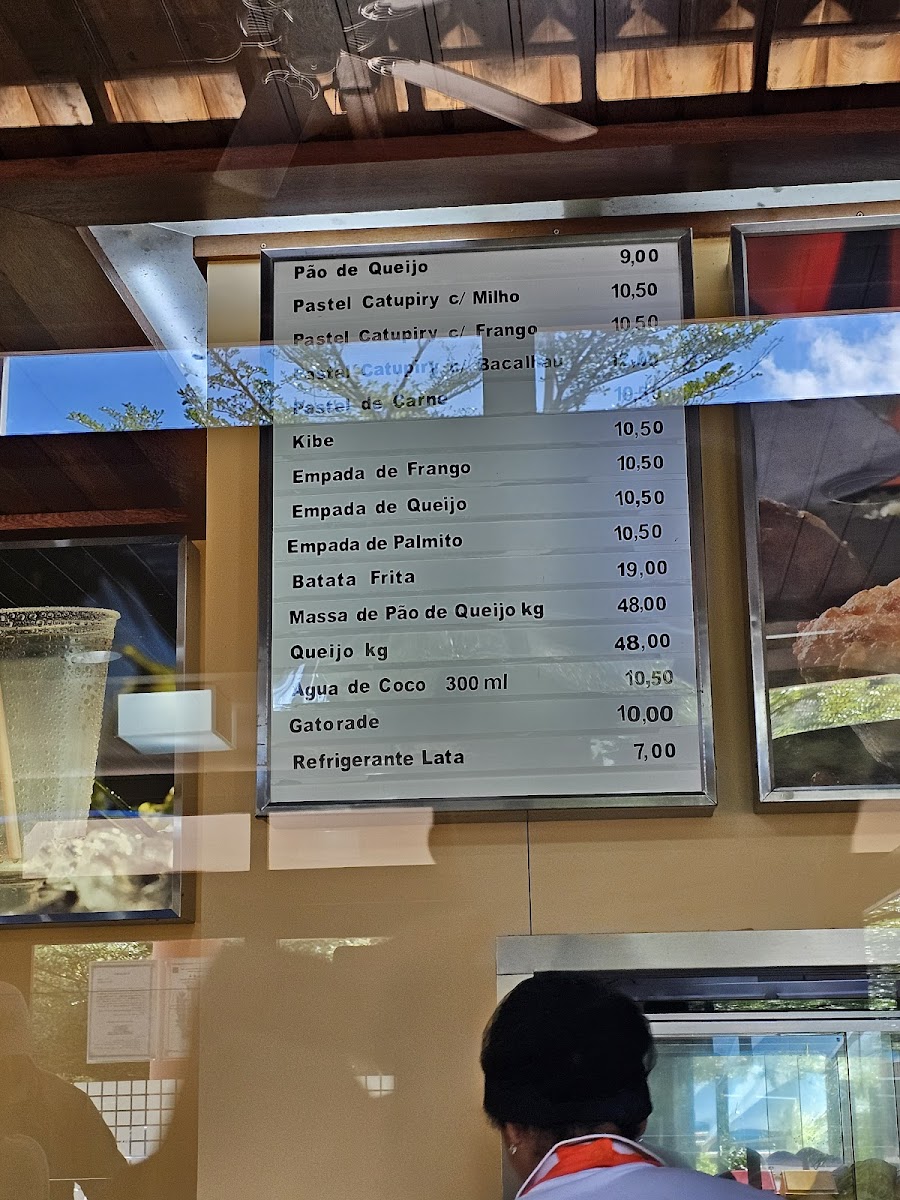 Pão de Queijo 9,00
Pastel Catupiry c/ Milho 10,50
Pastel Catupiry c/ Frango 10,50
Pastel Catupiry c/ Bacalhau
Pastel de Carne 10,50
Kibe 10,50
Empada de Frango 10,50
Empada de Queijo 10,50
Empada de Palmito 10,50
Batata Frita 19,00
Massa de Pão de Queijo kg 48,00
Queijo kg 48,00
Agua de Coco 300 ml 10,50
Gatorade 10,00
Refrigerante Lata 7,00